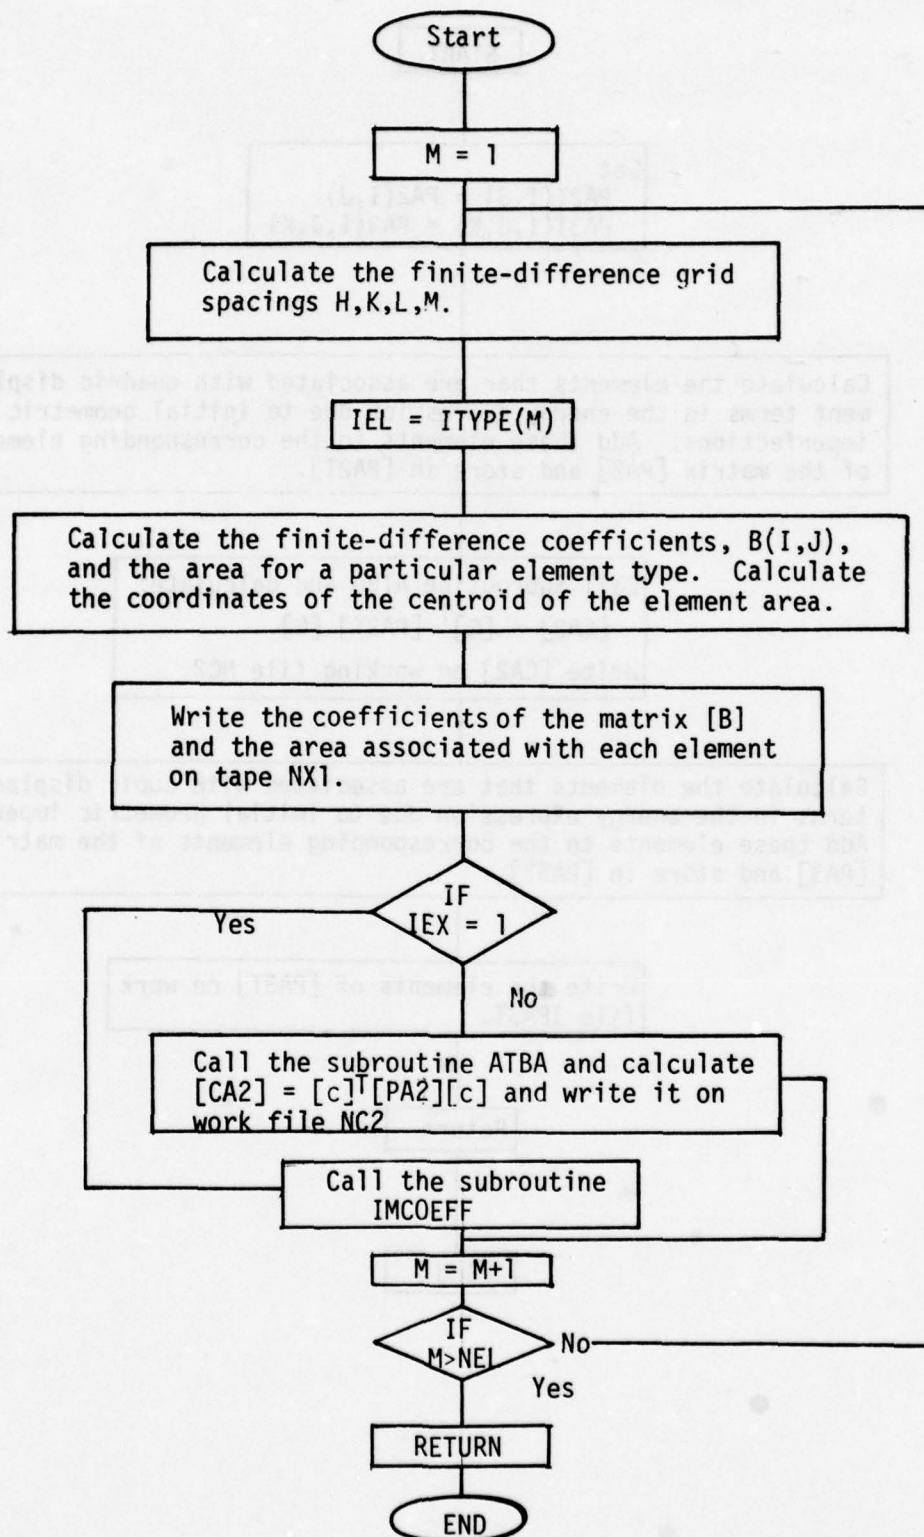 Start
M = 1
Calculate the finite-difference grid
spacings H,K,L,M.
IEL = ITYPE(M)
Calculate the finite-difference coefficients, B(I,J),
and the area for a particular element type. Calculate
the coordinates of the centroid of the element area.
Write the coefficients of the matrix [B]
and the area associated with each element
on tape NX1
IF
IEX = 1
Yes
No
Call the subroutine ATBA and calculate
[CA2] = [c]ᵀ[PA2][c] and write it on
work file NC2
Call the subroutine
IMCOEFF
M = M+1
IF
M>NEL
No
Yes
RETURN
END